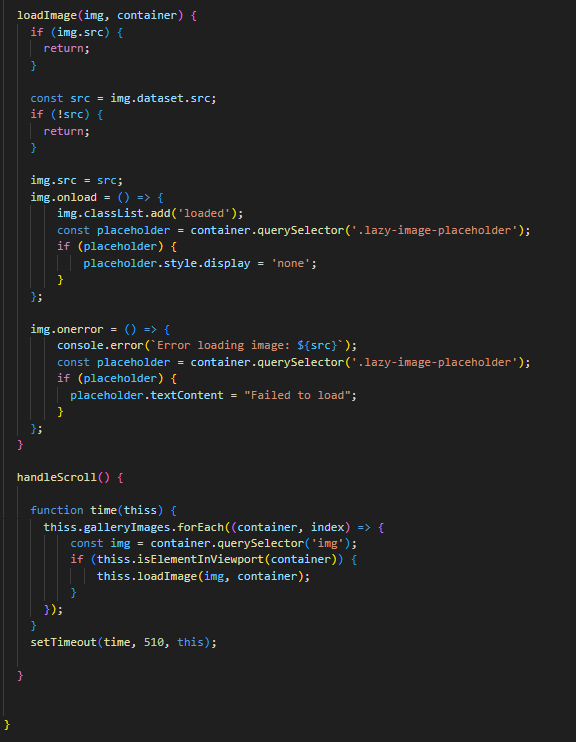 loadImage(img, container) {
if (img.src) {
return;
}
const src = img.dataset.src;
if (!src) {
return;
}
img.src = src;
img.onload = () => {
img.classList.add('loaded');
const placeholder = container.querySelector('.lazy-image-placeholder');
if (placeholder) {
placeholder.style.display = 'none';
}
};
img.onerror = () => {
console.error(`Error loading image: ${src}`);
const placeholder = container.querySelector('.lazy-image-placeholder');
if (placeholder) {
placeholder.textContent = "Failed to load";
}
};
}
handleScroll() {
function time(thiss) {
thiss.galleryImages.forEach((container, index) => {
const img = container.querySelector('img');
if (thiss.isElementInViewport(container)) {
thiss.loadImage(img, container);
}
});
}
setTimeout(time, 510, this);
}
}